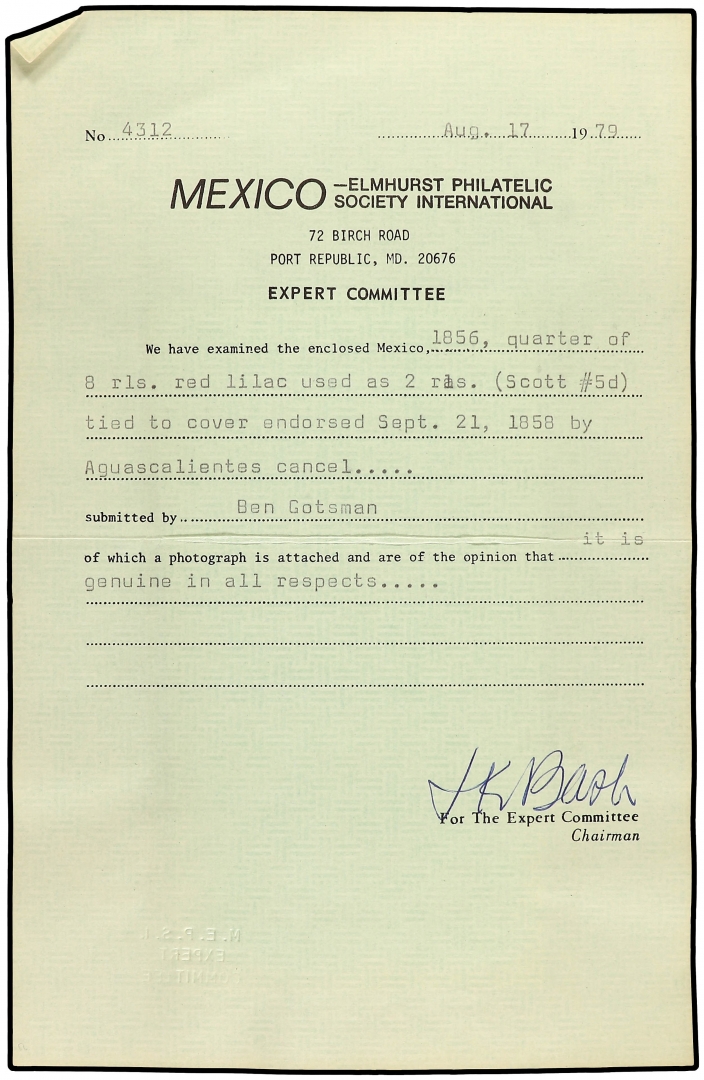 No. 4312 Aug. 17 1979
MEXICO —ELMHURST PHILATELIC
SOCIETY INTERNATIONAL
72 BIRCH ROAD
PORT REPUBLIC, MD. 20676
EXPERT COMMITTEE
We have examined the enclosed Mexico, 1856, quarter of
8 rls. red lilac used as 2 rls. (Scott #5d)
tied to cover endorsed Sept. 21, 1858 by
Aguascalientes cancel.....
submitted by Ben Gotsman
of which a photograph is attached and are of the opinion that it is
genuine in all respects.....
For The Expert Committee
Chairman
M.E.P.S.I.
EXPERT